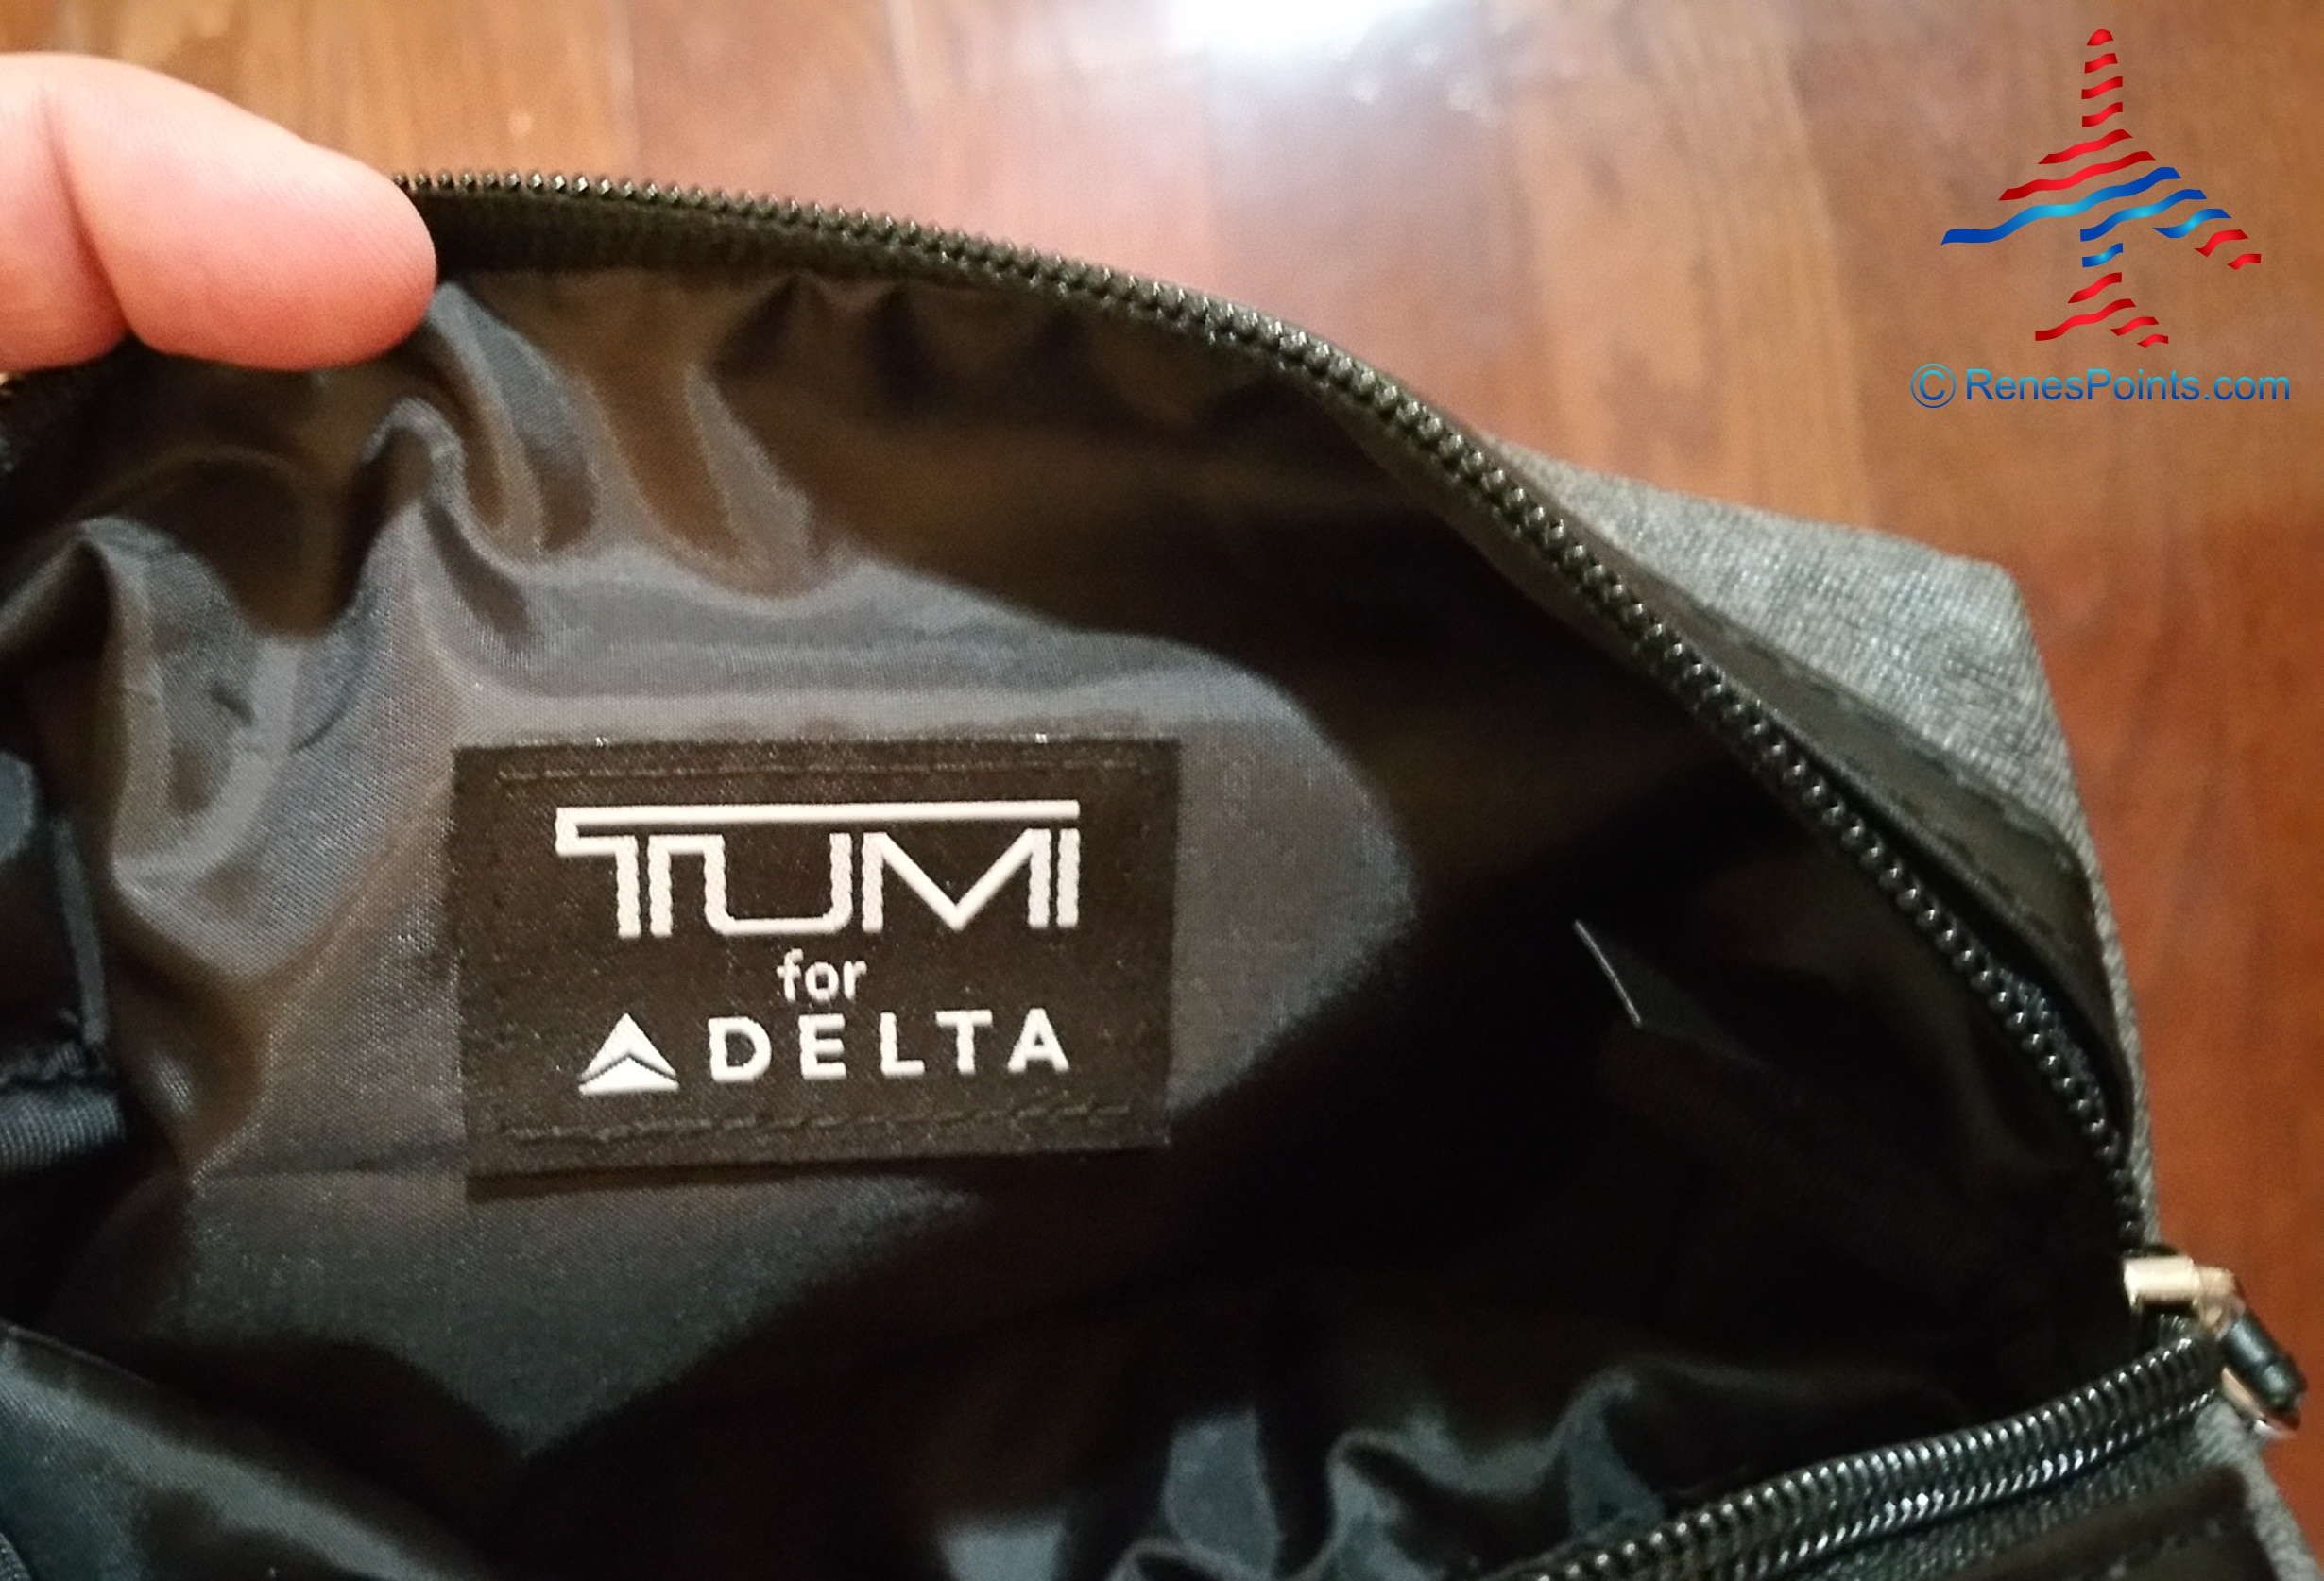 © RenesPoints.com
TUMI
for
DELTA